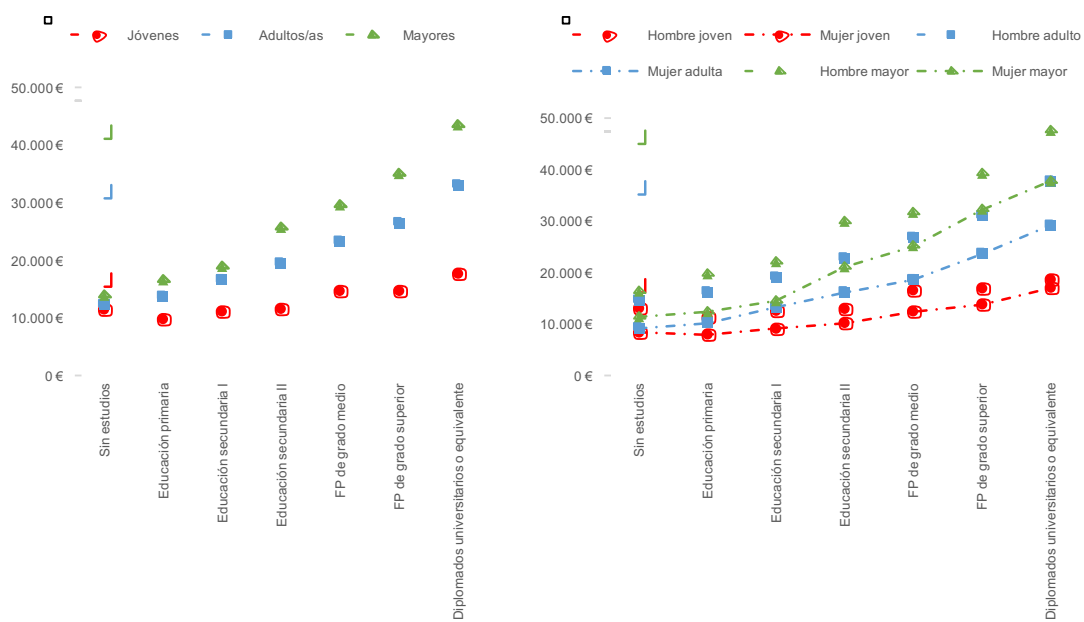 Jóvenes Adultos/as Mayores
50.000 €
40.000 €
30.000 €
20.000 €
10.000 €
0 €
Sin estudios
Educación primaria
Educación secundaria I
Educación secundaria II
FP de grado medio
FP de grado superior
Diplomados universitarios o equivalente
Hombre joven Mujer joven Hombre adulto
Mujer adulta Hombre mayor Mujer mayor
50.000 €
40.000 €
30.000 €
20.000 €
10.000 €
0 €
Sin estudios
Educación primaria
Educación secundaria I
Educación secundaria II
FP de grado medio
FP de grado superior
Diplomados universitarios o equivalente